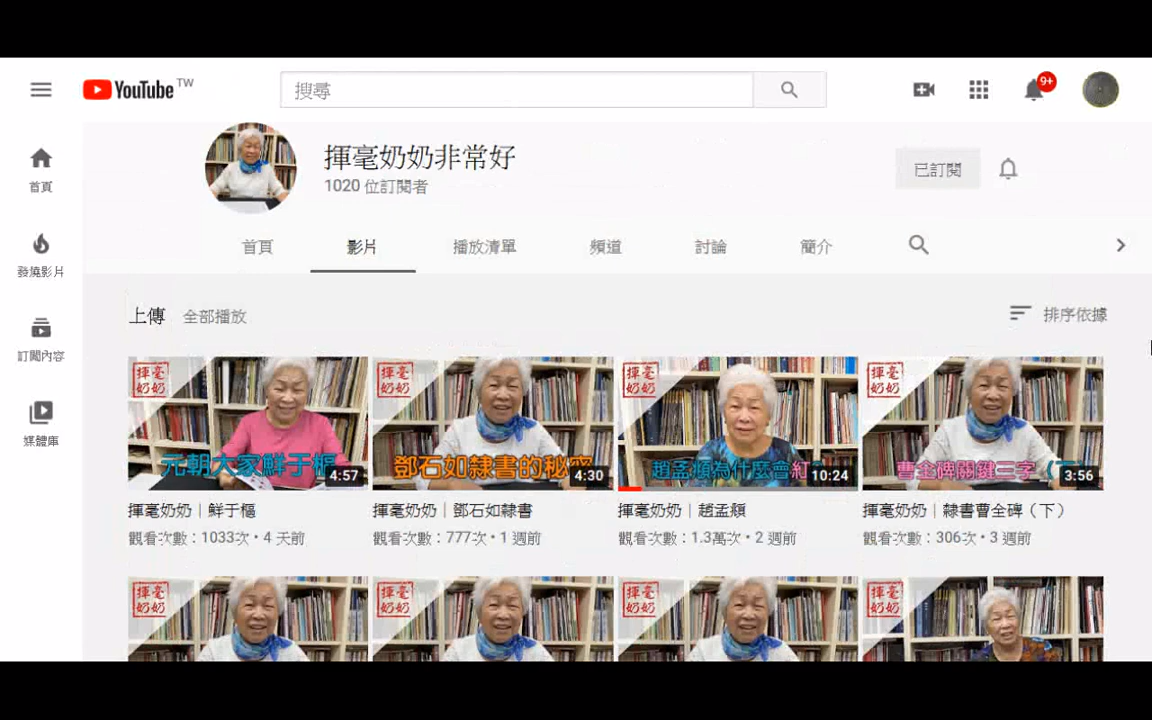 YouTube TW
搜尋
9+
首頁
發燒影片
訂閱內容
媒體庫
揮毫奶奶非常好
1020 位訂閱者
已訂閱
首頁 影片 播放清單 頻道 討論 簡介
上傳 全部播放
排序依據
揮毫奶奶
元朝大家鮮于樞
4:57
揮毫奶奶
鄧石如隸書的秘密
4:30
揮毫奶奶
趙孟頫為什麼會紅
10:24
揮毫奶奶
曹全碑關鍵三字（下
3:56
揮毫奶奶｜鮮于樞
觀看次數：1033次・4 天前
揮毫奶奶｜鄧石如隸書
觀看次數：777次・1 週前
揮毫奶奶｜趙孟頫
觀看次數：1.3萬次・2 週前
揮毫奶奶｜隸書曹全碑（下）
觀看次數：306次・3 週前
揮毫奶奶
揮毫奶奶
揮毫奶奶
揮毫奶奶